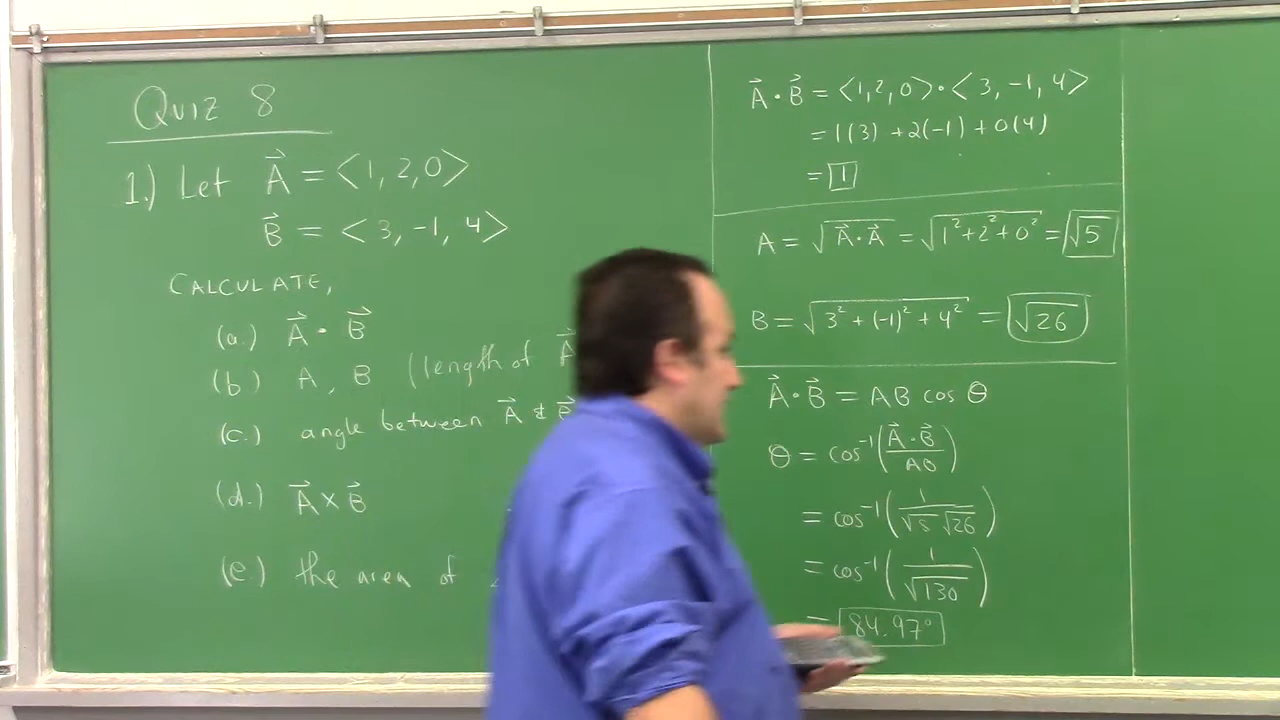 Quiz 8
1.) Let A⃗ = <1, 2, 0>
B⃗ = <3, -1, 4>
CALCULATE,
(a.) A⃗ · B⃗
(b) A, B (length of A⃗
(c.) angle between A⃗ & B⃗
(d.) A⃗ × B⃗
(e.) the area of
A⃗ · B⃗ = <1, 2, 0> · <3, -1, 4>
= 1(3) + 2(-1) + 0(4)
= 1
A = √(A⃗ · A⃗) = √(1² + 2² + 0²) = √5
B = √(3² + (-1)² + 4²) = √26
A⃗ · B⃗ = AB cos θ
θ = cos⁻¹(A⃗ · B⃗ / AB)
= cos⁻¹(1 / √5 √26)
= cos⁻¹(1 / √130)
= 84.97°